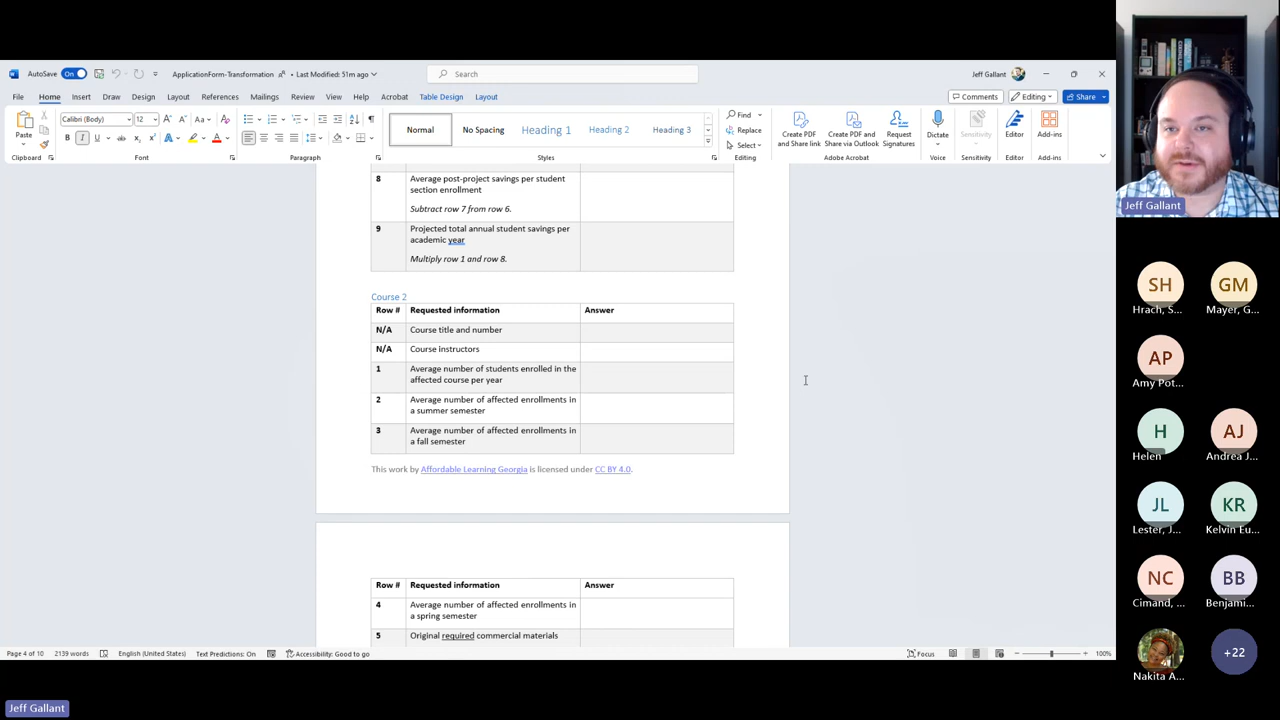 AutoSave On ApplicationForm-Transformation • Last Modified: 51m ago Search Jeff Gallant
File Home Insert Draw Design Layout References Mailings Review View Help Acrobat Table Design Layout Comments Editing Share
Paste Calibri (Body) 12 A A Aa A Normal No Spacing Heading 1 Heading 2 Heading 3 Find Replace Select Create PDF and Share link Create PDF and Share via Outlook Request Signatures Dictate Sensitivity Editor Add-ins
B I U ab x x A A
Clipboard Font Paragraph Styles Editing Adobe Acrobat Voice Sensitivity Editor Add-ins
8 Average post-project savings per student
section enrollment
Subtract row 7 from row 6.
9 Projected total annual student savings per
academic year
Multiply row 1 and row 8.
Course 2
Row # Requested information Answer
N/A Course title and number
N/A Course instructors
1 Average number of students enrolled in the
affected course per year
2 Average number of affected enrollments in
a summer semester
3 Average number of affected enrollments in
a fall semester
This work by Affordable Learning Georgia is licensed under CC BY 4.0.
Row # Requested information Answer
4 Average number of affected enrollments in
a spring semester
5 Original required commercial materials
Page 4 of 10 2139 words English (United States) Text Predictions: On Accessibility: Good to go Focus 100%
Jeff Gallant
Jeff Gallant
SH GM
Hrach, S... Mayer, G...
AP
Amy Pot...
H AJ
Helen Andrea J...
JL KR
Lester, J... Kelvin Eu...
NC BB
Cimand, ... Benjami...
+22
Nakita A...